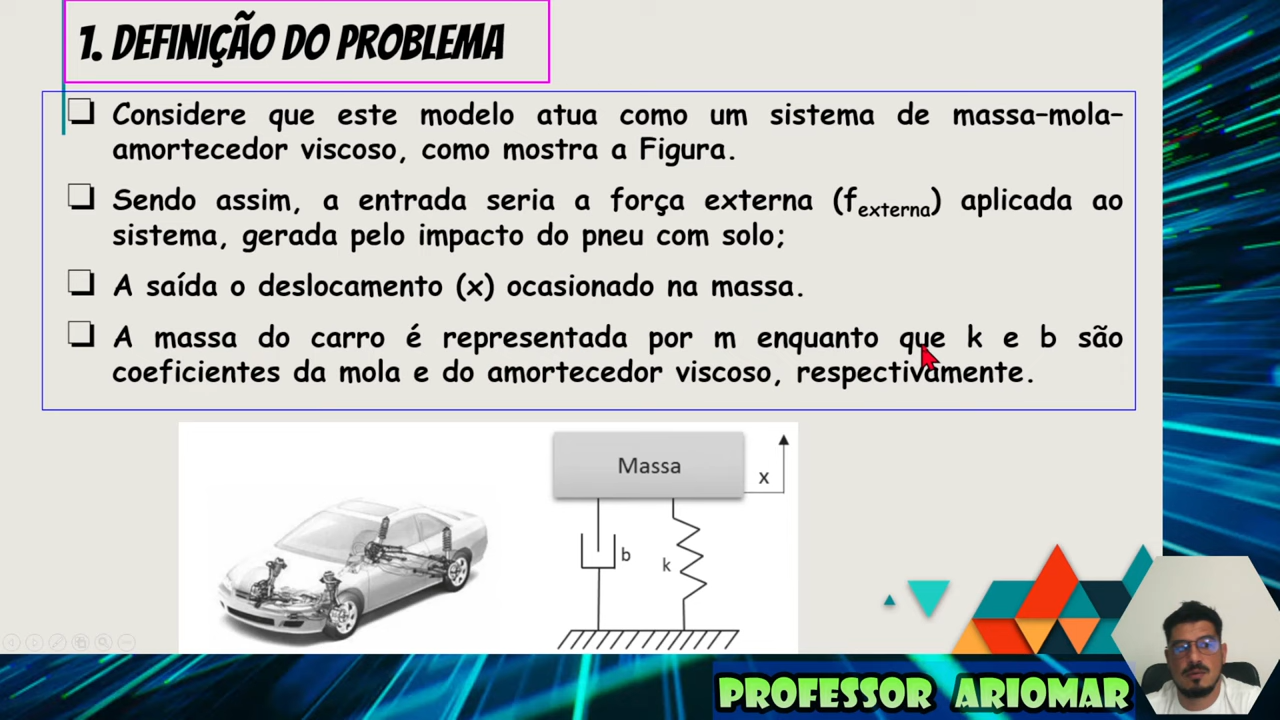 1. DEFINIÇÃO DO PROBLEMA
❑ Considere que este modelo atua como um sistema de massa-mola-
amortecedor viscoso, como mostra a Figura.
❑ Sendo assim, a entrada seria a força externa (fexterna) aplicada ao
sistema, gerada pelo impacto do pneu com solo;
❑ A saída o deslocamento (x) ocasionado na massa.
❑ A massa do carro é representada por m enquanto que k e b são
coeficientes da mola e do amortecedor viscoso, respectivamente.
Massa
x
b
k
PROFESSOR ARIOMAR